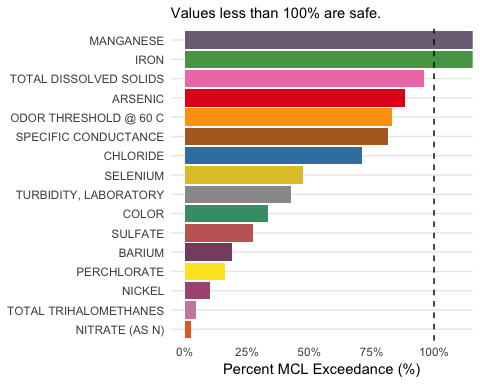 Values less than 100% are safe.
MANGANESE
IRON
TOTAL DISSOLVED SOLIDS
ARSENIC
ODOR THRESHOLD @ 60 C
SPECIFIC CONDUCTANCE
CHLORIDE
SELENIUM
TURBIDITY, LABORATORY
COLOR
SULFATE
BARIUM
PERCHLORATE
NICKEL
TOTAL TRIHALOMETHANES
NITRATE (AS N)
0% 25% 50% 75% 100%
Percent MCL Exceedance (%)